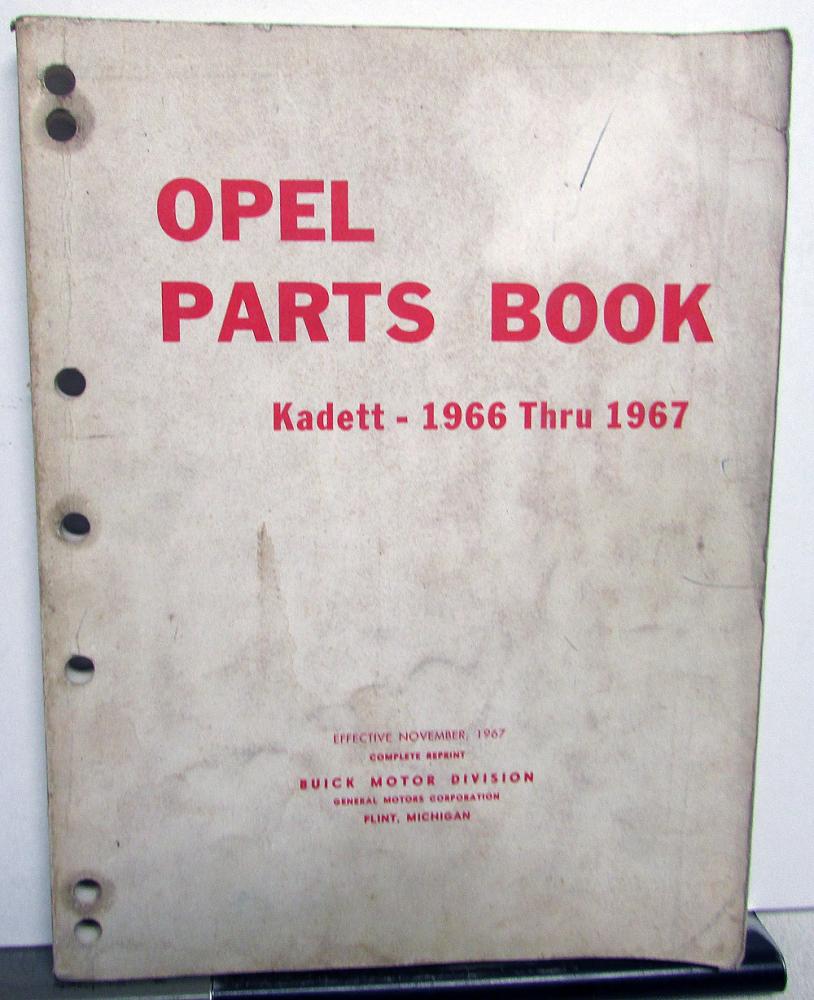 OPEL
PARTS BOOK
Kadett - 1966 Thru 1967
EFFECTIVE NOVEMBER, 1967
COMPLETE REPRINT
BUICK MOTOR DIVISION
GENERAL MOTORS CORPORATION
FLINT, MICHIGAN